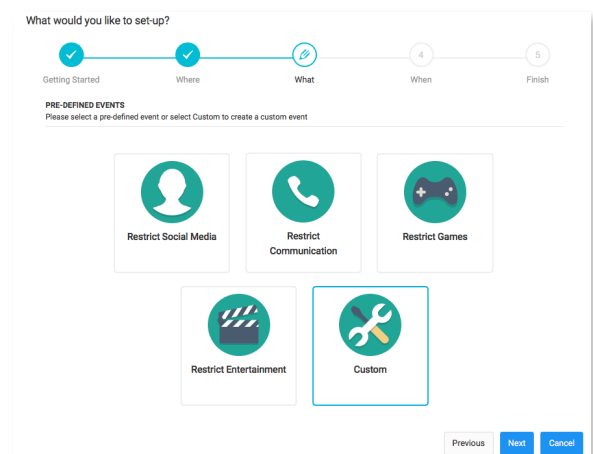 What would you like to set-up?
4
5
Getting Started
Where
What
When
Finish
PRE-DEFINED EVENTS
Please select a pre-defined event or select Custom to create a custom event
Restrict Social Media
Restrict
Communication
Restrict Games
Restrict Entertainment
Custom
Previous
Next
Cancel